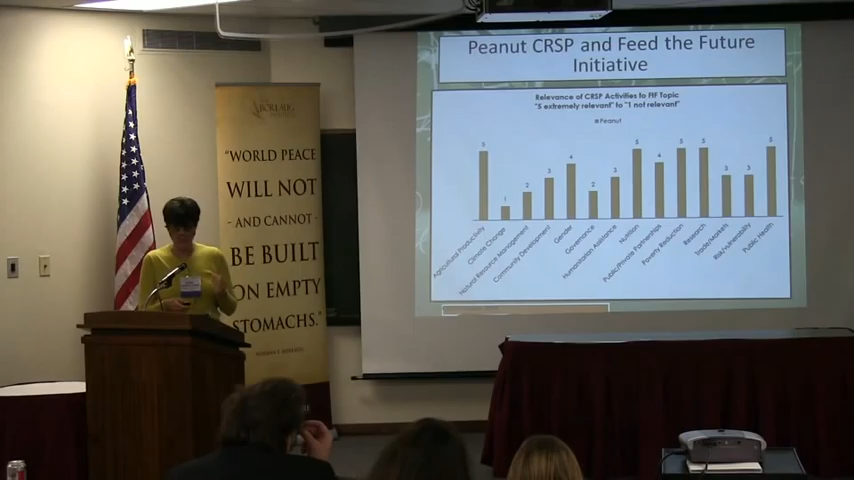 Peanut CRSP and Feed the Future
Initiative
Relevance of CRSP Activities to FtF Topic
"5 extremely relevant" to "1 not relevant"
Peanut
5
1
2
3
4
2
3
5
4
5
5
3
3
5
Agricultural Productivity
Climate Change
Natural Resource Management
Community Development
Gender
Governance
Humanitarian Assistance
Nutrition
Public/Private Partnerships
Poverty Reduction
Research
Trade/Markets
Risk/Vulnerability
Public Health
BORLAUG
"WORLD PEACE
WILL NOT
- AND CANNOT -
BE BUILT
ON EMPTY
STOMACHS."